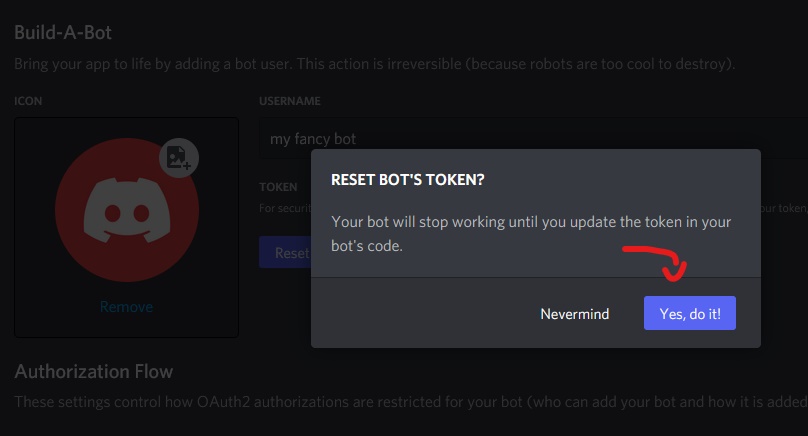 Build-A-Bot
Bring your app to life by adding a bot user. This action is irreversible (because robots are too cool to destroy).
ICON
USERNAME
my fancy bot
RESET BOT'S TOKEN?
TOKEN
For securit
our token,
Your bot will stop working until you update the token in your
bot's code.
Reset
Nevermind
Yes, do it!
Remove
Authorization Flow
These settings control how OAuth2 authorizations are restricted for your bot (who can add your bot and how it is added